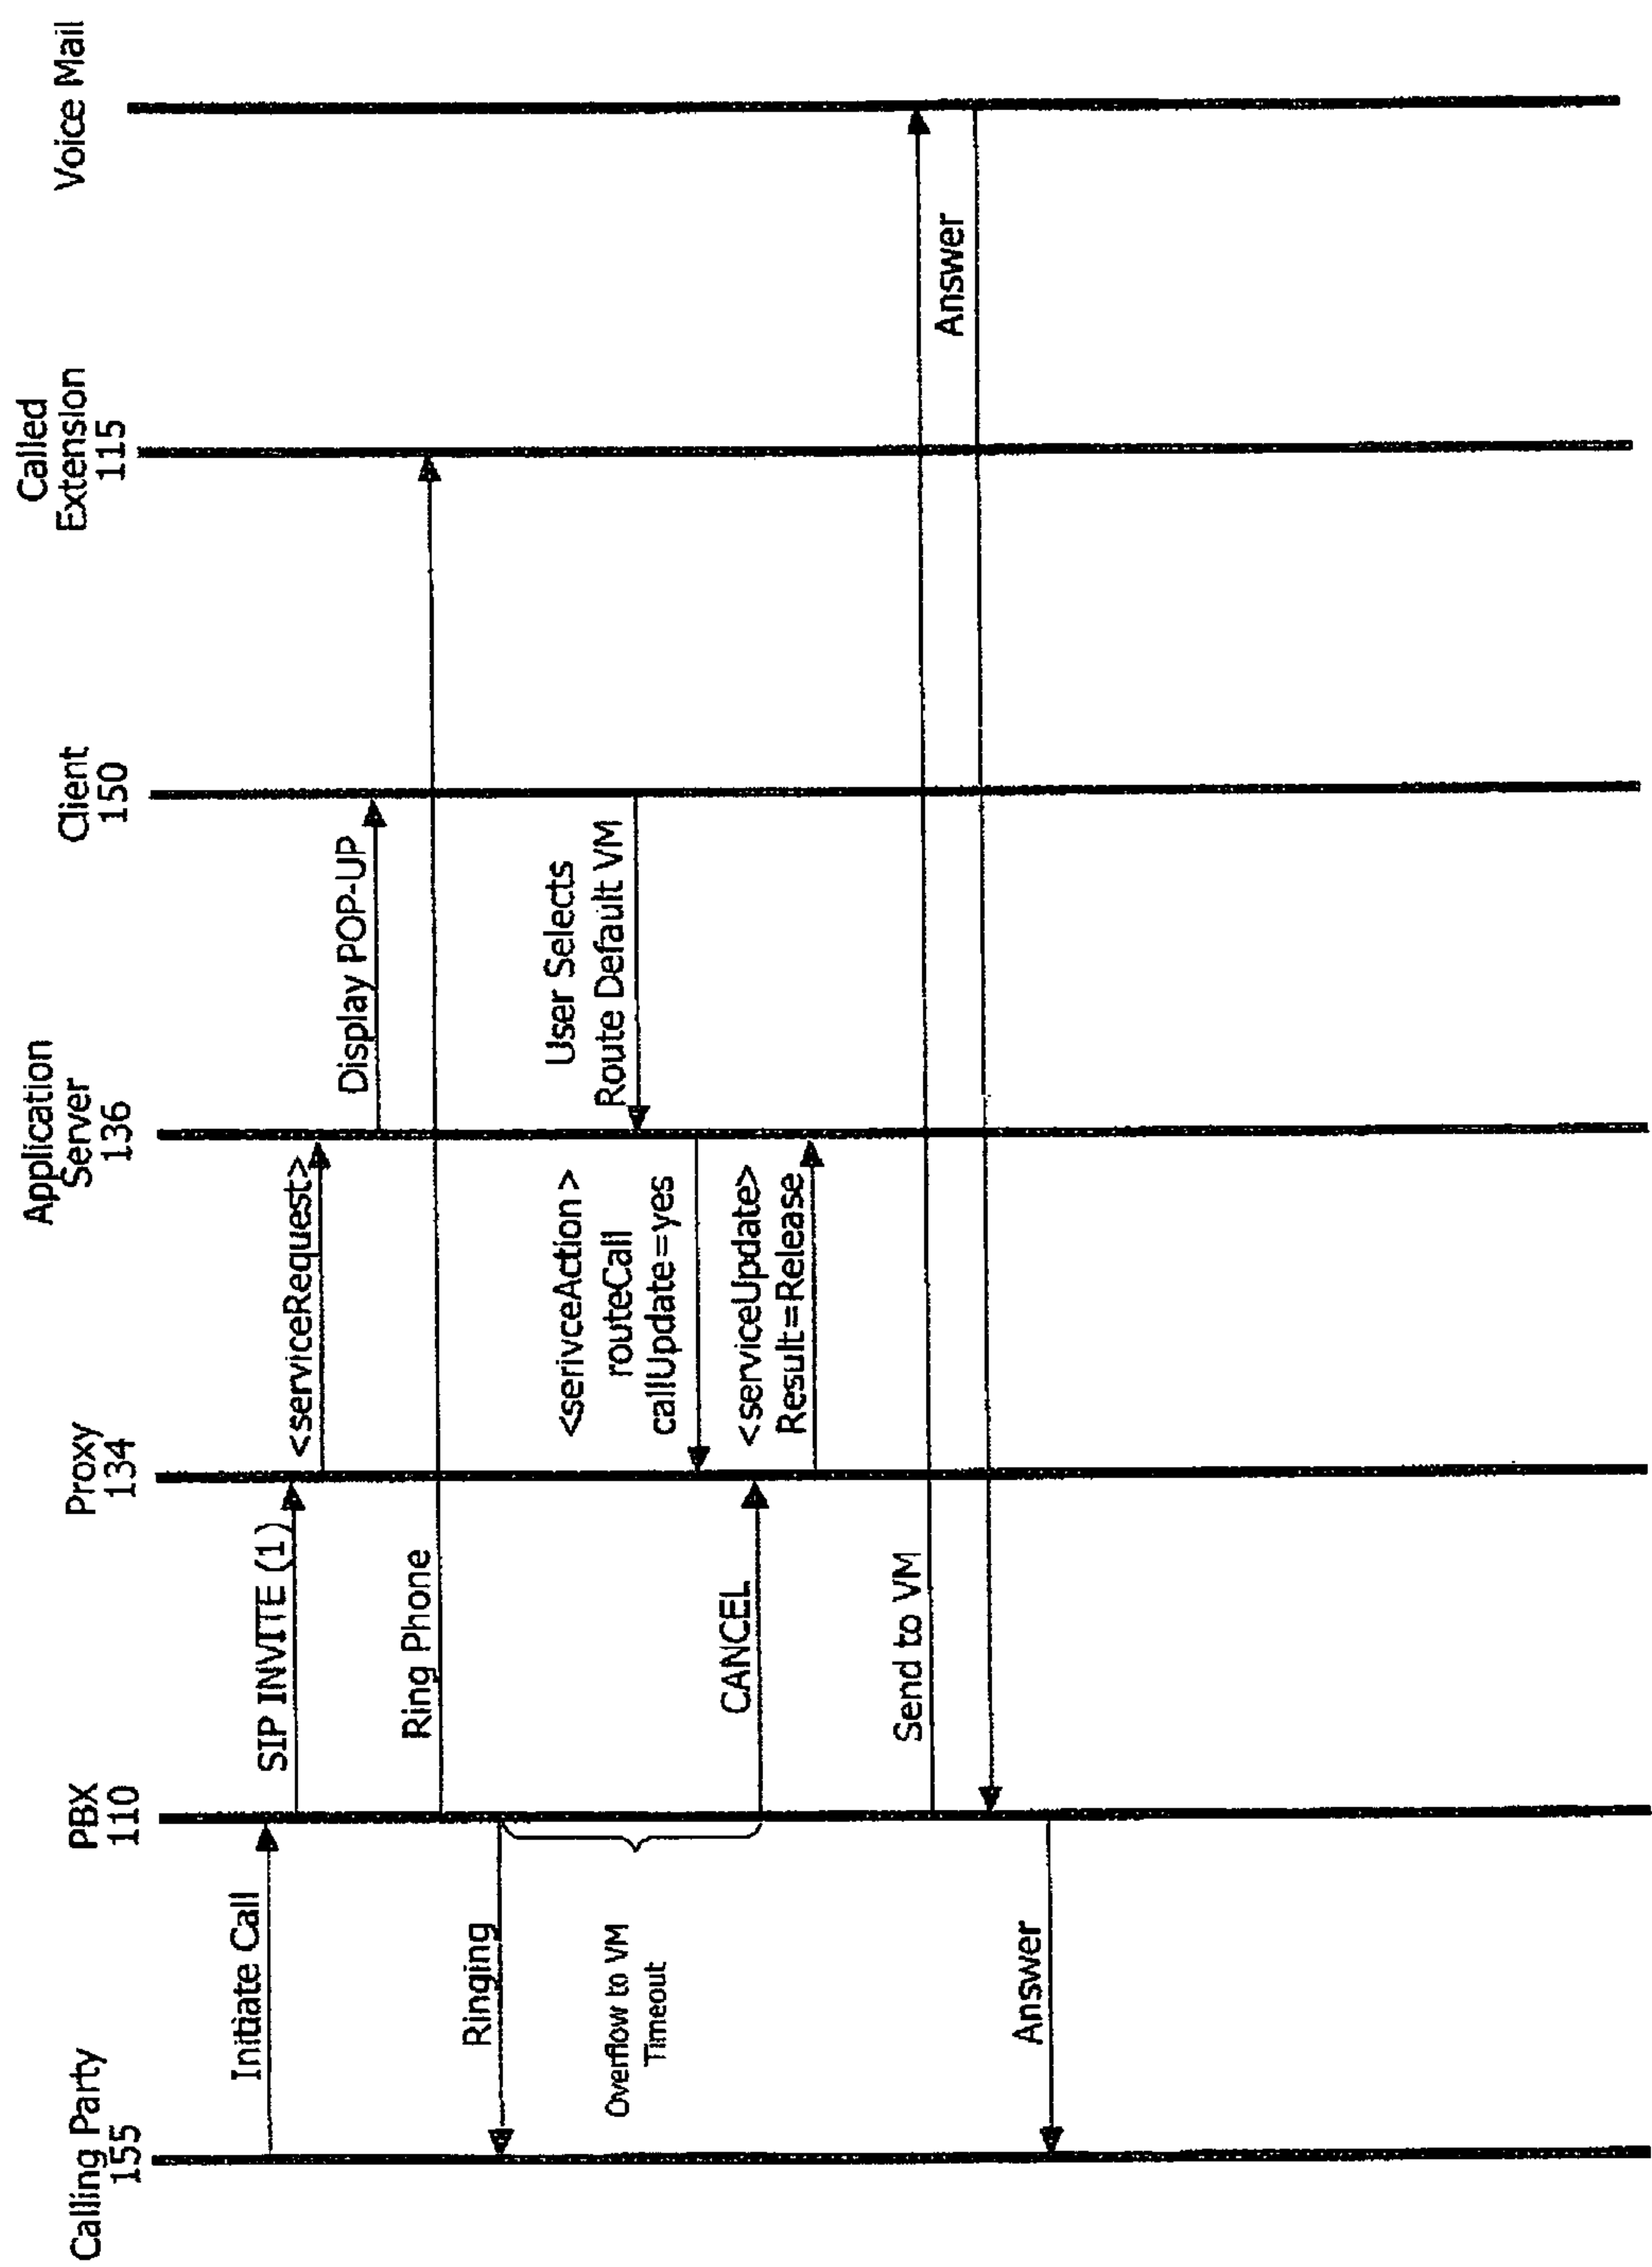 Calling Party
155
PBX
110
Proxy
134
Application
Server
136
Client
150
Called
Extension
115
Voice Mail
Initiate Call
SIP INVITE (1)
<serviceRequest>
Display POP-UP
Ring Phone
Ringing
Overflow to VM
Timeout
User Selects
Route Default VM
<serivceAction>
routeCall
callUpdate=yes
CANCEL
<serviceUpdate>
Result=Release
Send to VM
Answer
Answer